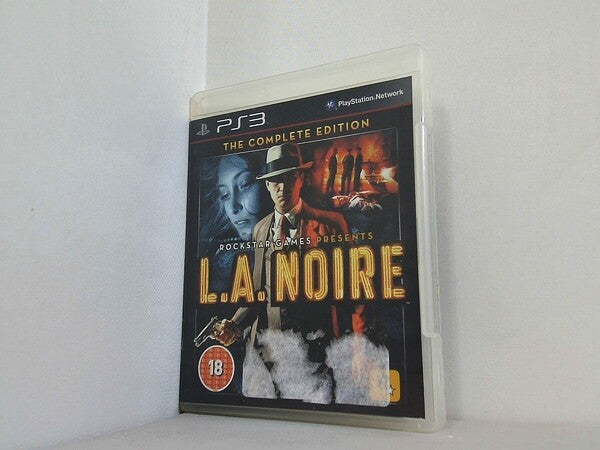 PlayStation Network
PS3
THE COMPLETE EDITION
ROCKSTAR GAMES PRESENTS
L.A. NOIRE
18